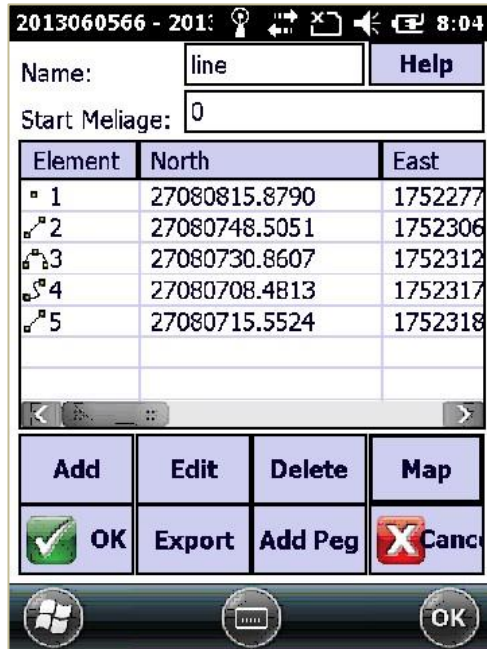 2013060566 - 201: 8:04
Name: line Help
Start Meliage: 0
Element North East
1 27080815.8790 1752277
2 27080748.5051 1752306
3 27080730.8607 1752312
4 27080708.4813 1752317
5 27080715.5524 1752318
Add Edit Delete Map
OK Export Add Peg Canc
OK